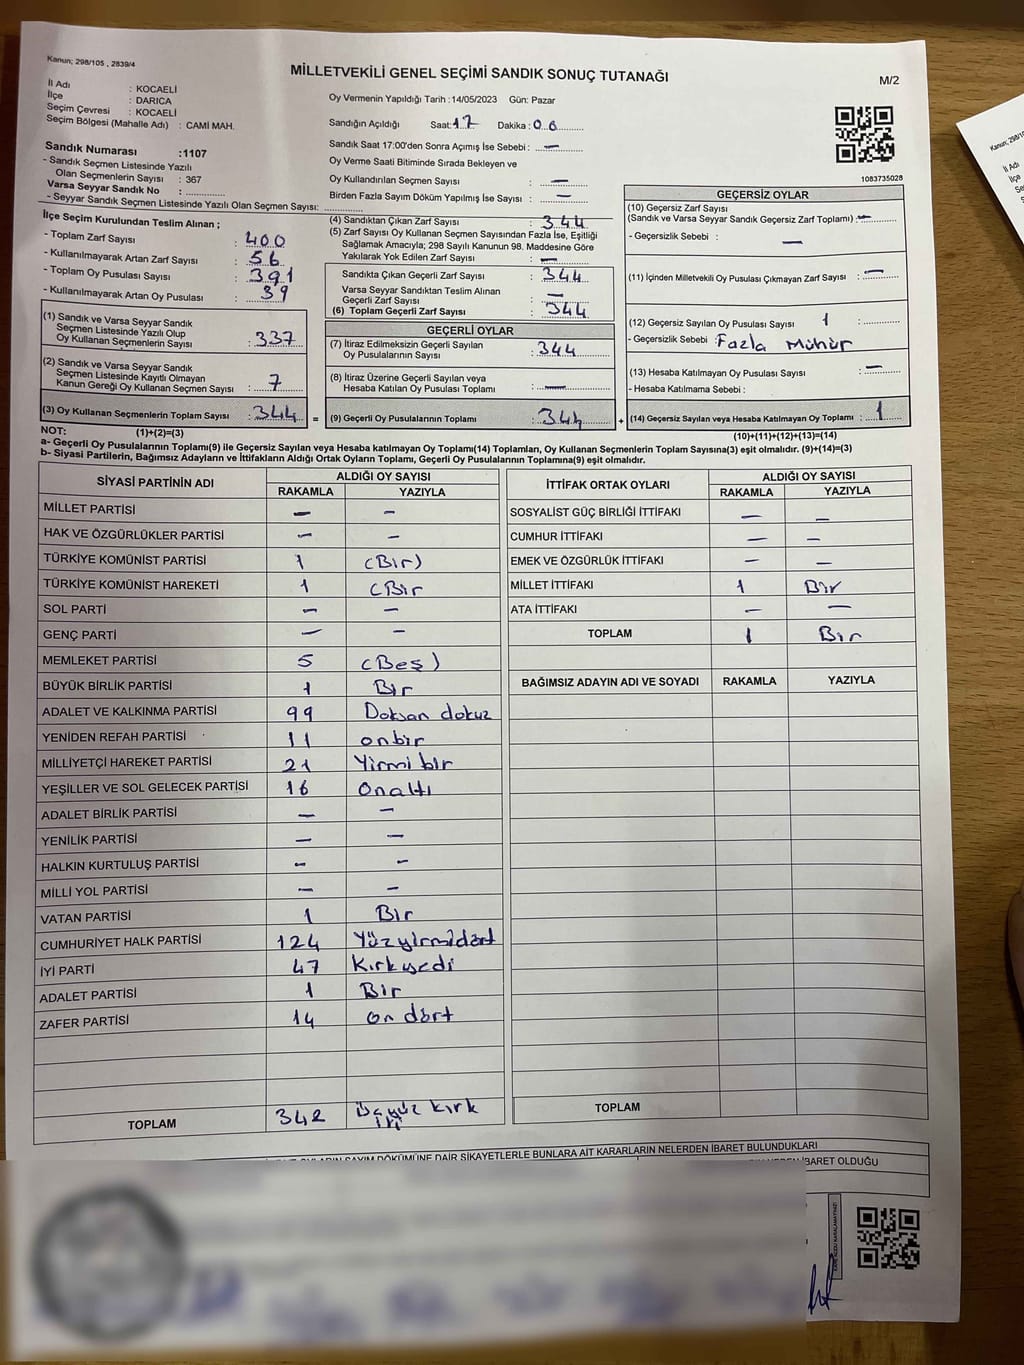 Kanun; 298/105 , 2839/4
MİLLETVEKİLİ GENEL SEÇİMİ SANDIK SONUÇ TUTANAĞI
M/2
İl Adı : KOCAELİ
İlçe : DARICA
Seçim Çevresi : KOCAELİ
Seçim Bölgesi (Mahalle Adı) : CAMİ MAH.
Sandık Numarası :1107
- Sandık Seçmen Listesinde Yazılı
Olan Seçmenlerin Sayısı : 367
Varsa Seyyar Sandık No :
- Seyyar Sandık Seçmen Listesinde Yazılı Olan Seçmen Sayısı:
Oy Vermenin Yapıldığı Tarih :14/05/2023 Gün: Pazar
Sandığın Açıldığı Saat: 17 Dakika : 06
Sandık Saat 17:00'den Sonra Açımış İse Sebebi : —
Oy Verme Saati Bitiminde Sırada Bekleyen ve
Oy Kullandırılan Seçmen Sayısı : —
Birden Fazla Sayım Döküm Yapılmış İse Sayısı : —
1083735028
İlçe Seçim Kurulundan Teslim Alınan ;
- Toplam Zarf Sayısı : 400
- Kullanılmayarak Artan Zarf Sayısı : 56
- Toplam Oy Pusulası Sayısı : 391
- Kullanılmayarak Artan Oy Pusulası : 39
(1) Sandık ve Varsa Seyyar Sandık
Seçmen Listesinde Yazılı Olup
Oy Kullanan Seçmenlerin Sayısı : 337
(2) Sandık ve Varsa Seyyar Sandık
Seçmen Listesinde Kayıtlı Olmayan
Kanun Gereği Oy Kullanan Seçmen Sayısı : 7
(3) Oy Kullanan Seçmenlerin Toplam Sayısı : 344 =
(4) Sandıktan Çıkan Zarf Sayısı : 344
(5) Zarf Sayısı Oy Kullanan Seçmen Sayısından Fazla İse, Eşitliği
Sağlamak Amacıyla; 298 Sayılı Kanunun 98. Maddesine Göre
Yakılarak Yok Edilen Zarf Sayısı : —
Sandıkta Çıkan Geçerli Zarf Sayısı : 344
Varsa Seyyar Sandıktan Teslim Alınan
Geçerli Zarf Sayısı : —
(6) Toplam Geçerli Zarf Sayısı : 344
GEÇERLİ OYLAR
(7) İtiraz Edilmeksizin Geçerli Sayılan
Oy Pusulalarının Sayısı : 344
(8) İtiraz Üzerine Geçerli Sayılan veya
Hesaba Katılan Oy Pusulası Toplamı : —
(9) Geçerli Oy Pusulalarının Toplamı : 344 +
GEÇERSİZ OYLAR
(10) Geçersiz Zarf Sayısı
(Sandık ve Varsa Seyyar Sandık Geçersiz Zarf Toplamı) : —
- Geçersizlik Sebebi : —
(11) İçinden Milletvekili Oy Pusulası Çıkmayan Zarf Sayısı : —
(12) Geçersiz Sayılan Oy Pusulası Sayısı 1 :
- Geçersizlik Sebebi : Fazla Mühür
(13) Hesaba Katılmayan Oy Pusulası Sayısı : —
- Hesaba Katılmama Sebebi :
(14) Geçersiz Sayılan veya Hesaba Katılmayan Oy Toplamı : 1
NOT: (1)+(2)=(3)
(10)+(11)+(12)+(13)=(14)
a- Geçerli Oy Pusulalarının Toplamı(9) ile Geçersiz Sayılan veya Hesaba katılmayan Oy Toplamı(14) Toplamları, Oy Kullanan Seçmenlerin Toplam Sayısına(3) eşit olmalıdır. (9)+(14)=(3)
b- Siyasi Partilerin, Bağımsız Adayların ve İttifakların Aldığı Ortak Oyların Toplamı, Geçerli Oy Pusulalarının Toplamına(9) eşit olmalıdır.
SİYASİ PARTİNİN ADI ALDIĞI OY SAYISI
RAKAMLA YAZIYLA
MİLLET PARTİSİ — —
HAK VE ÖZGÜRLÜKLER PARTİSİ — —
TÜRKİYE KOMÜNİST PARTİSİ 1 (Bir)
TÜRKİYE KOMÜNİST HAREKETİ 1 (Bir
SOL PARTİ — —
GENÇ PARTİ — —
MEMLEKET PARTİSİ 5 (Beş)
BÜYÜK BİRLİK PARTİSİ 1 Bir
ADALET VE KALKINMA PARTİSİ 99 Doksan dokuz
YENİDEN REFAH PARTİSİ 11 onbir
MİLLİYETÇİ HAREKET PARTİSİ 21 Yirmi bir
YEŞİLLER VE SOL GELECEK PARTİSİ 16 Onaltı
ADALET BİRLİK PARTİSİ — —
YENİLİK PARTİSİ — —
HALKIN KURTULUŞ PARTİSİ — —
MİLLİ YOL PARTİSİ — —
VATAN PARTİSİ 1 Bir
CUMHURİYET HALK PARTİSİ 124 Yüzyirmidört
İYİ PARTİ 47 Kırkyedi
ADALET PARTİSİ 1 Bir
ZAFER PARTİSİ 14 On dört
TOPLAM 342 Üçyüz kırk
iki
İTTİFAK ORTAK OYLARI ALDIĞI OY SAYISI
RAKAMLA YAZIYLA
SOSYALİST GÜÇ BİRLİĞİ İTTİFAKI — —
CUMHUR İTTİFAKI — —
EMEK VE ÖZGÜRLÜK İTTİFAKI — —
MİLLET İTTİFAKI 1 Bir
ATA İTTİFAKI — —
TOPLAM 1 Bir
BAĞIMSIZ ADAYIN ADI VE SOYADI RAKAMLA YAZIYLA
TOPLAM
OYLARIN SAYIM DÖKÜMÜNE DAİR ŞİKAYETLERLE BUNLARA AİT KARARLARIN NELERDEN İBARET BULUNDUKLARI
İBARET OLDUĞU